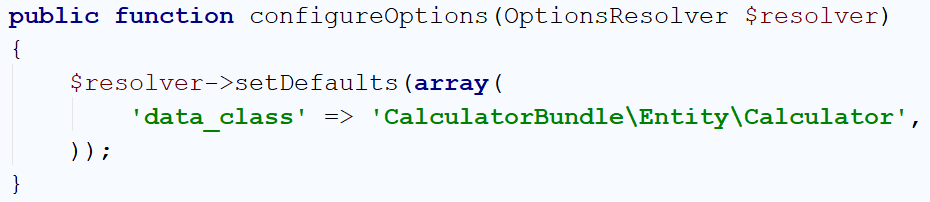 public function configureOptions(OptionsResolver $resolver)
{
    $resolver->setDefaults(array(
        'data_class' => 'CalculatorBundle\Entity\Calculator',
    ));
}